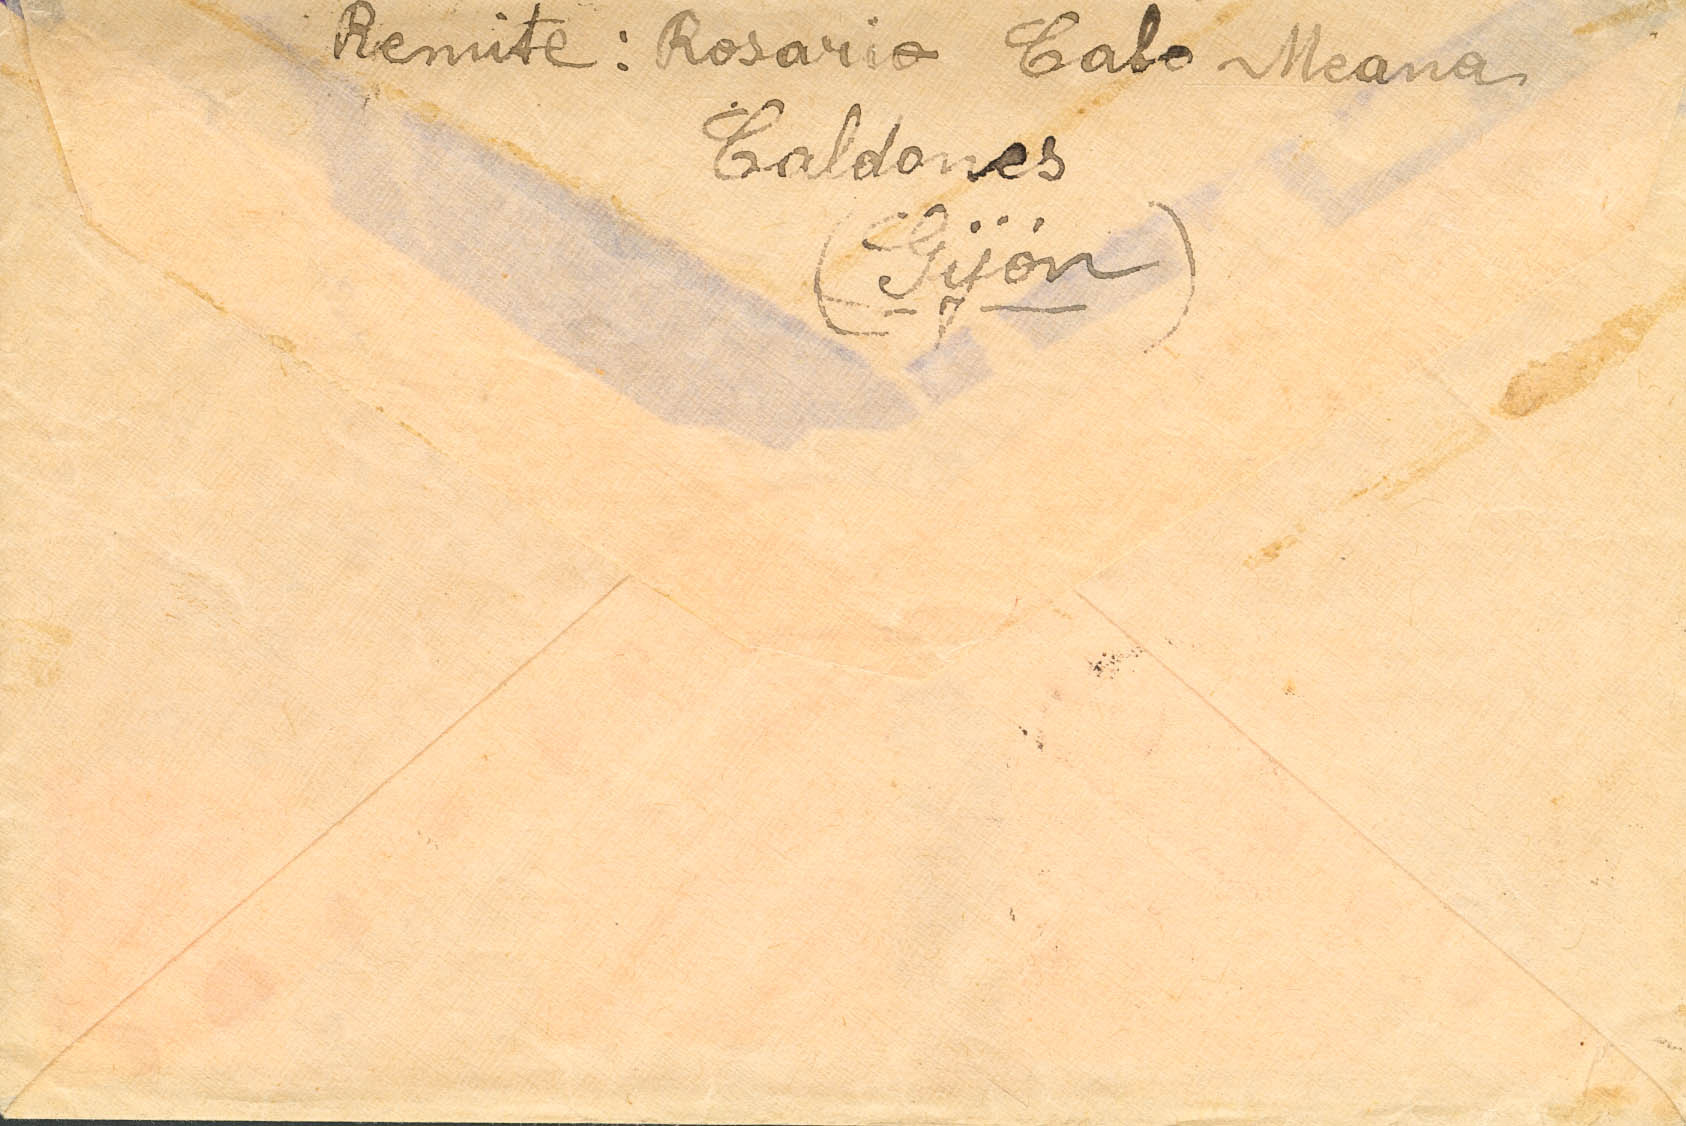 Remite: Rosario Cabo Meana
Caldones
(Gijón)